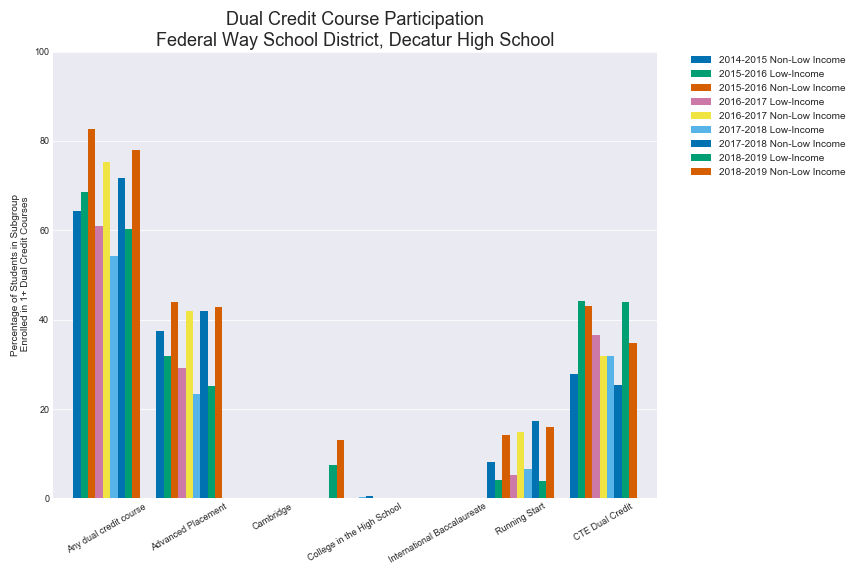 Dual Credit Course Participation
Federal Way School District, Decatur High School
100
80
60
40
20
0
Percentage of Students in Subgroup
Enrolled in 1+ Dual Credit Courses
Any dual credit course
Advanced Placement
Cambridge
College in the High School
International Baccalaureate
Running Start
CTE Dual Credit
2014-2015 Non-Low Income
2015-2016 Low-Income
2015-2016 Non-Low Income
2016-2017 Low-Income
2016-2017 Non-Low Income
2017-2018 Low-Income
2017-2018 Non-Low Income
2018-2019 Low-Income
2018-2019 Non-Low Income